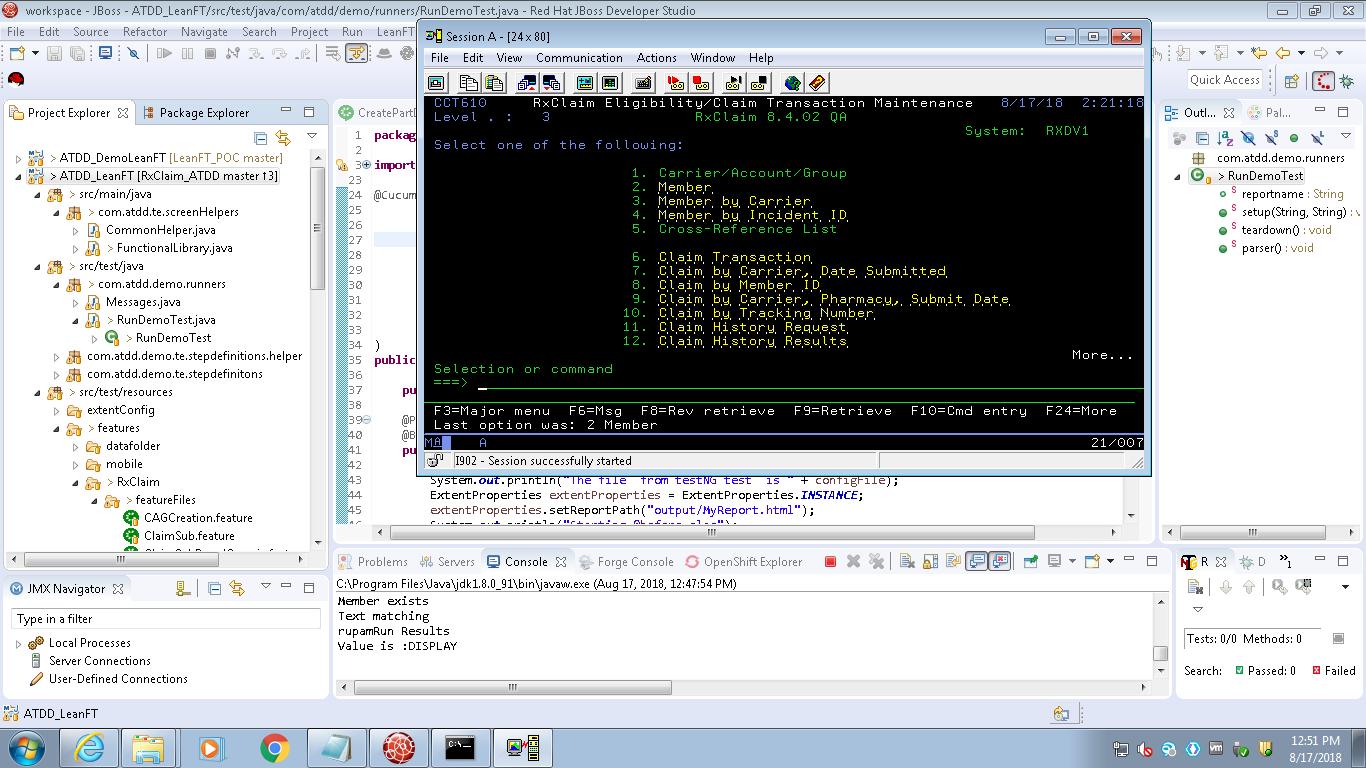 workspace - JBoss - ATDD_LeanFT/src/test/java/com/atdd/demo/runners/RunDemoTest.java - Red Hat JBoss Developer Studio
File Edit Source Refactor Navigate Search Project Run LeanFT
Quick Access
Project Explorer
Package Explorer
> ATDD_DemoLeanFT [LeanFT_POC master]
> ATDD_LeanFT [RxClaim_ATDD master ↑3]
> src/main/java
> com.atdd.te.screenHelpers
CommonHelper.java
> FunctionalLibrary.java
> src/test/java
> com.atdd.demo.runners
Messages.java
> RunDemoTest.java
> RunDemoTest
com.atdd.demo.te.stepdefinitions.helper
com.atdd.demo.te.stepdefinitons
> src/test/resources
extentConfig
> features
datafolder
mobile
> RxClaim
> featureFiles
CAGCreation.feature
ClaimSub.feature
JMX Navigator
Type in a filter
Local Processes
Server Connections
User-Defined Connections
CreatePartD
1 packag
2
3 import
23
24 @Cucum
25
26
27
28
29
30
31
32
33
34 )
35 public
36
37 pu
38
39 @P
40 @B
41 pu
42
43 System.out.println("The file from testNG test is " + configFile);
44 ExtentProperties extentProperties = ExtentProperties.INSTANCE;
45 extentProperties.setReportPath("output/MyReport.html");
46
Session A - [24 x 80]
File Edit View Communication Actions Window Help
CCT610 RxClaim Eligibility/Claim Transaction Maintenance 8/17/18 2:21:18
Level . : 3 RxClaim 8.4.02 QA
System: RXDV1
Select one of the following:
1. Carrier/Account/Group
2. Member
3. Member by Carrier
4. Member by Incident ID
5. Cross-Reference List
6. Claim Transaction
7. Claim by Carrier, Date Submitted
8. Claim by Member ID
9. Claim by Carrier, Pharmacy, Submit Date
10. Claim by Tracking Number
11. Claim History Request
12. Claim History Results
More...
Selection or command
===>
F3=Major menu F6=Msg F8=Rev retrieve F9=Retrieve F10=Cmd entry F24=More
Last option was: 2 Member
MA A 21/007
I902 - Session successfully started
Outl...
Pal...
com.atdd.demo.runners
> RunDemoTest
reportname : String
setup(String, String) : v
teardown() : void
parser() : void
Problems
Servers
Console
Forge Console
OpenShift Explorer
C:\Program Files\Java\jdk1.8.0_91\bin\javaw.exe (Aug 17, 2018, 12:47:54 PM)
Member exists
Text matching
rupamRun Results
Value is :DISPLAY
R
D
1
Tests: 0/0 Methods: 0
Search: Passed: 0 Failed
ATDD_LeanFT
12:51 PM
8/17/2018